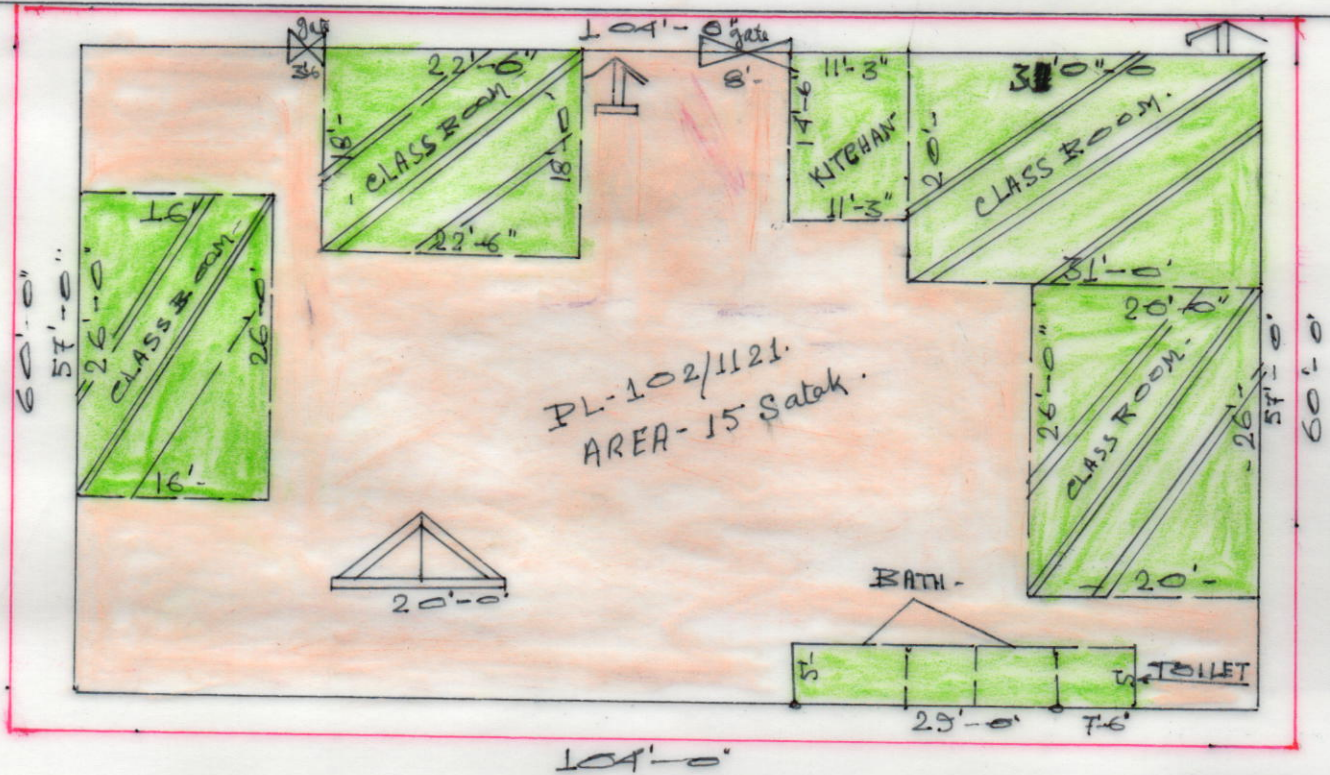 gate
3'6
104'-0"
gate
8'-
22'-6"
18'-
CLASS ROOM
18'-0
22'-6"
11'-3"
14'-6
KITCHAN
11'-3"
0"-0
20'-
CLASS ROOM.
31'-0'
16'
26'-0"
CLASS ROOM-
26'-0'
16'-
60'-0"
57'-0"
20'-0"
26'-0"
CLASS ROOM-
-26'-
20'-
57'-0'
60'-0'
PL-102/1121.
AREA-15 Satak.
20'-0'
BATH-
5'
5
TOILET
29'-0'
7-6'
104'-0"